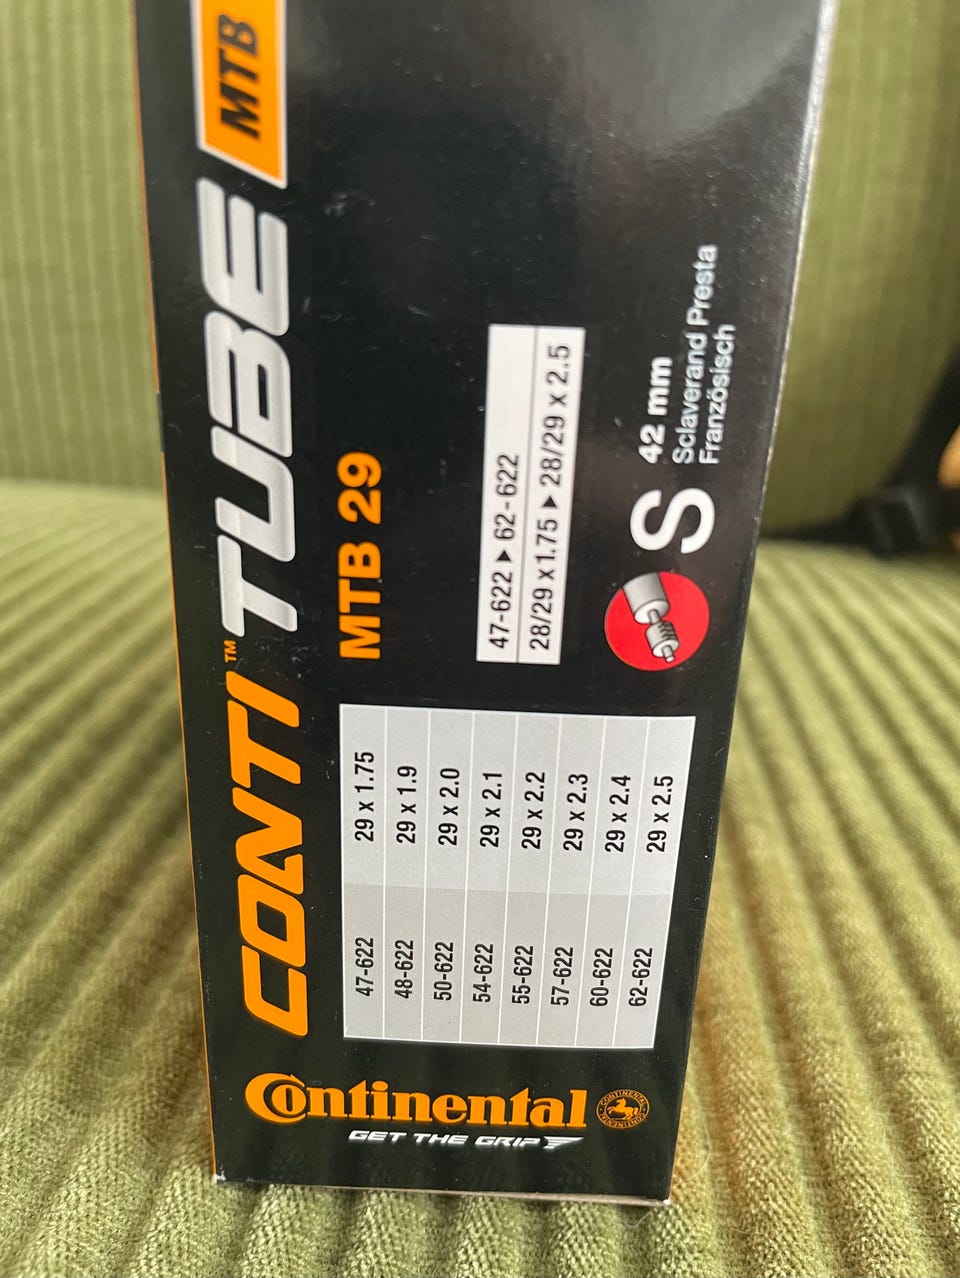 CONTI™ TUBE MTB
MTB 29
47-622 ▶ 62-622
28/29 x 1.75 ▶ 28/29 x 2.5
S 42 mm
Sclaverand Presta
Französisch
47-622 29 x 1.75
48-622 29 x 1.9
50-622 29 x 2.0
54-622 29 x 2.1
55-622 29 x 2.2
57-622 29 x 2.3
60-622 29 x 2.4
62-622 29 x 2.5
Continental
CONTINENTAL
CONTINENTAL
GET THE GRIP